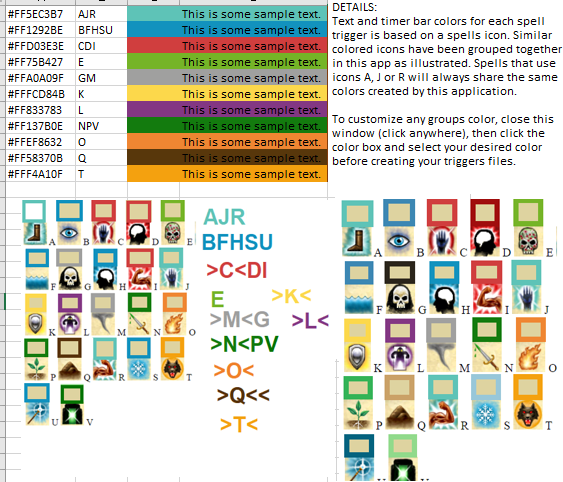 #FF5EC3B7 AJR This is some sample text.
#FF1292BE BFHSU This is some sample text.
#FFD03E3E CDI This is some sample text.
#FF75B427 E This is some sample text.
#FFA0A09F GM This is some sample text.
#FFFCD84B K This is some sample text.
#FF833783 L This is some sample text.
#FF137B0E NPV This is some sample text.
#FFEF8632 O This is some sample text.
#FF58370B Q This is some sample text.
#FFF4A10F T This is some sample text.
DETAILS:
Text and timer bar colors for each spell
trigger is based on a spells icon. Similar
colored icons have been grouped together
in this app as illustrated. Spells that use
icons A, J or R will always share the same
colors created by this application.
To customize any groups color, close this
window (click anywhere), then click the
color box and select your desired color
before creating your triggers files.
A B C D E
F G H I J
K L M N O
P Q R S T
U V
AJR
BFHSU
>C<DI
E >K<
>M<G >L<
>N<PV
>O<
>Q<<
>T<
A B C D E
F G H I J
K L M N O
P Q R S T